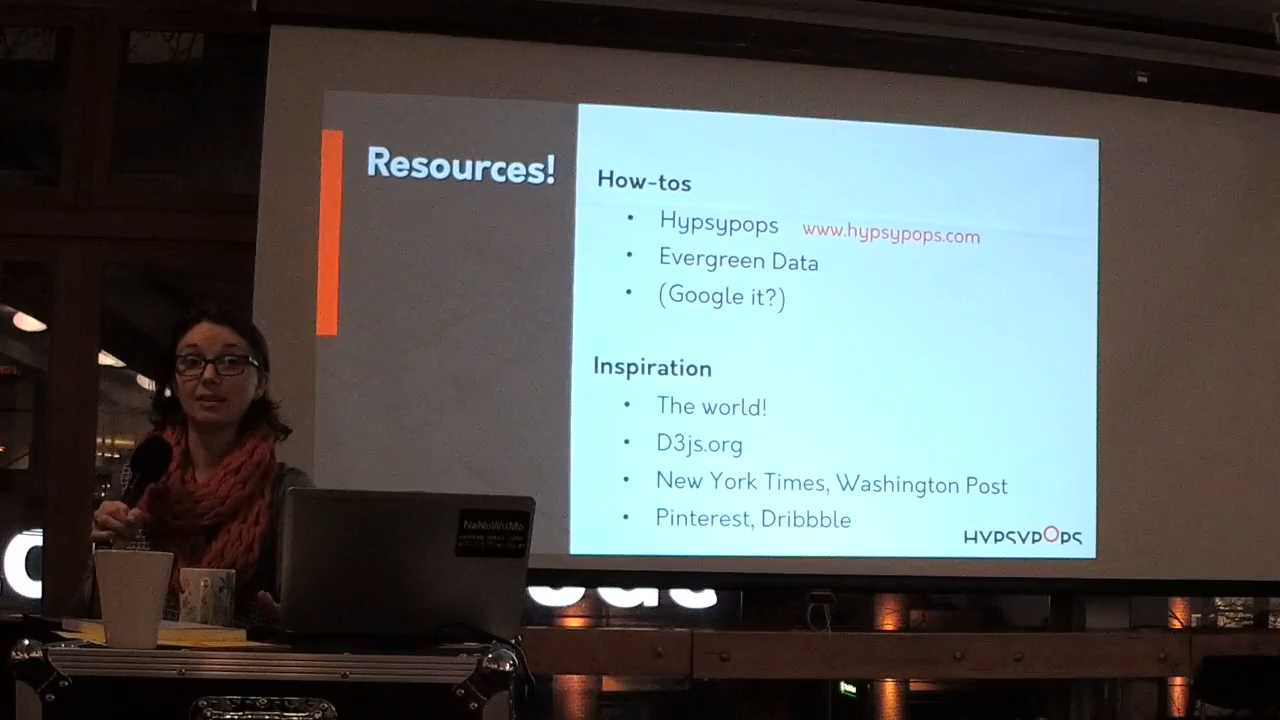 Resources!
How-tos
• Hypsypops www.hypsypops.com
• Evergreen Data
• (Google it?)
Inspiration
• The world!
• D3js.org
• New York Times, Washington Post
• Pinterest, Dribbble
HYPSYPOPS
NaNoWriMo